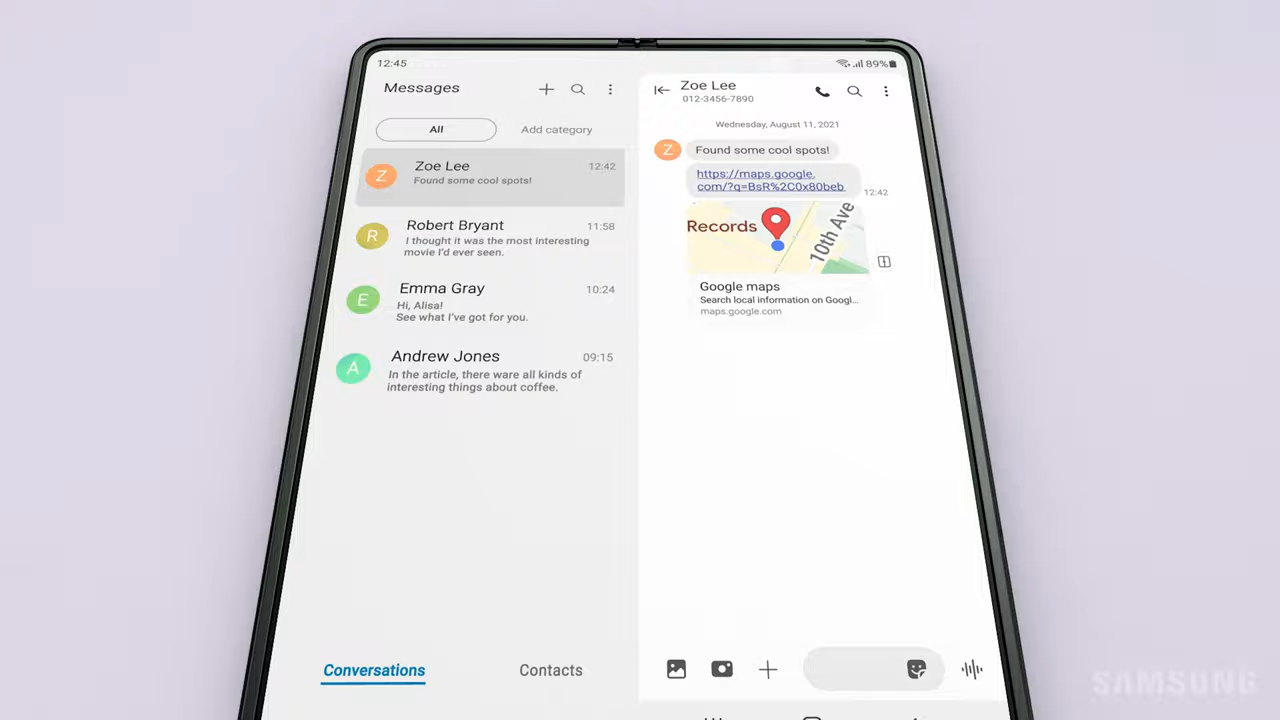 12:45
89%
Messages
All
Add category
Z
Zoe Lee
12:42
Found some cool spots!
R
Robert Bryant
11:58
I thought it was the most interesting
movie I'd ever seen.
E
Emma Gray
10:24
Hi, Alisa!
See what I've got for you.
A
Andrew Jones
09:15
In the article, there ware all kinds of
interesting things about coffee.
Conversations
Contacts
Zoe Lee
012-3456-7890
Wednesday, August 11, 2021
Z
Found some cool spots!
https://maps.google.
com/?q=BsR%2C0x80beb
12:42
Records
10th Ave
Google maps
Search local information on Googl...
maps.google.com
SAMSUNG